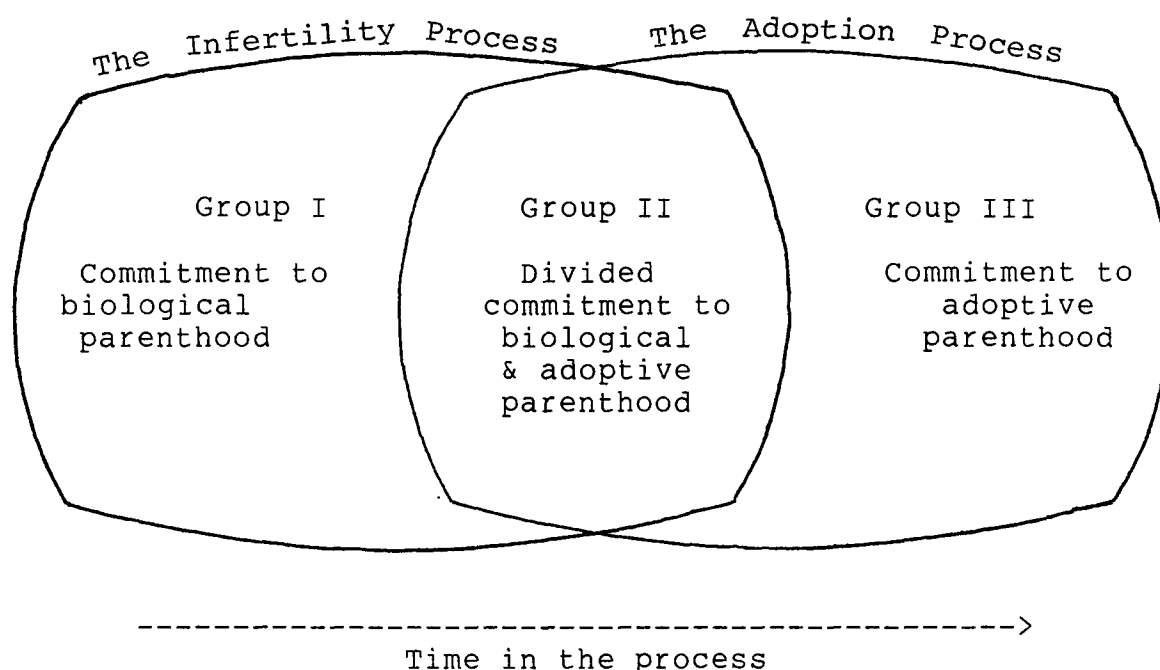 The Infertility Process
The Adoption Process
Group I
Commitment to
biological
parenthood
Group II
Divided
commitment to
biological
& adoptive
parenthood
Group III
Commitment to
adoptive
parenthood
Time in the process